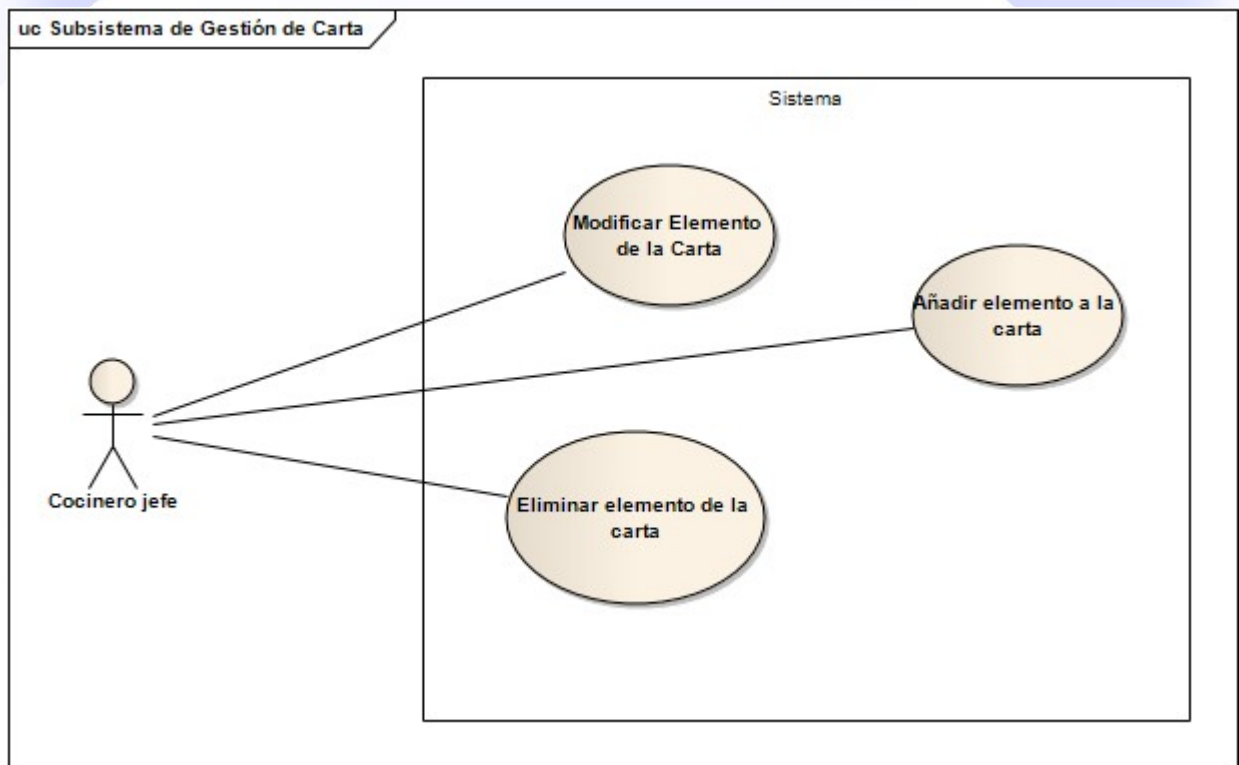 uc Subsistema de Gestión de Carta
Sistema
Modificar Elemento
de la Carta
Añadir elemento a la
carta
Cocinero jefe
Eliminar elemento de la
carta